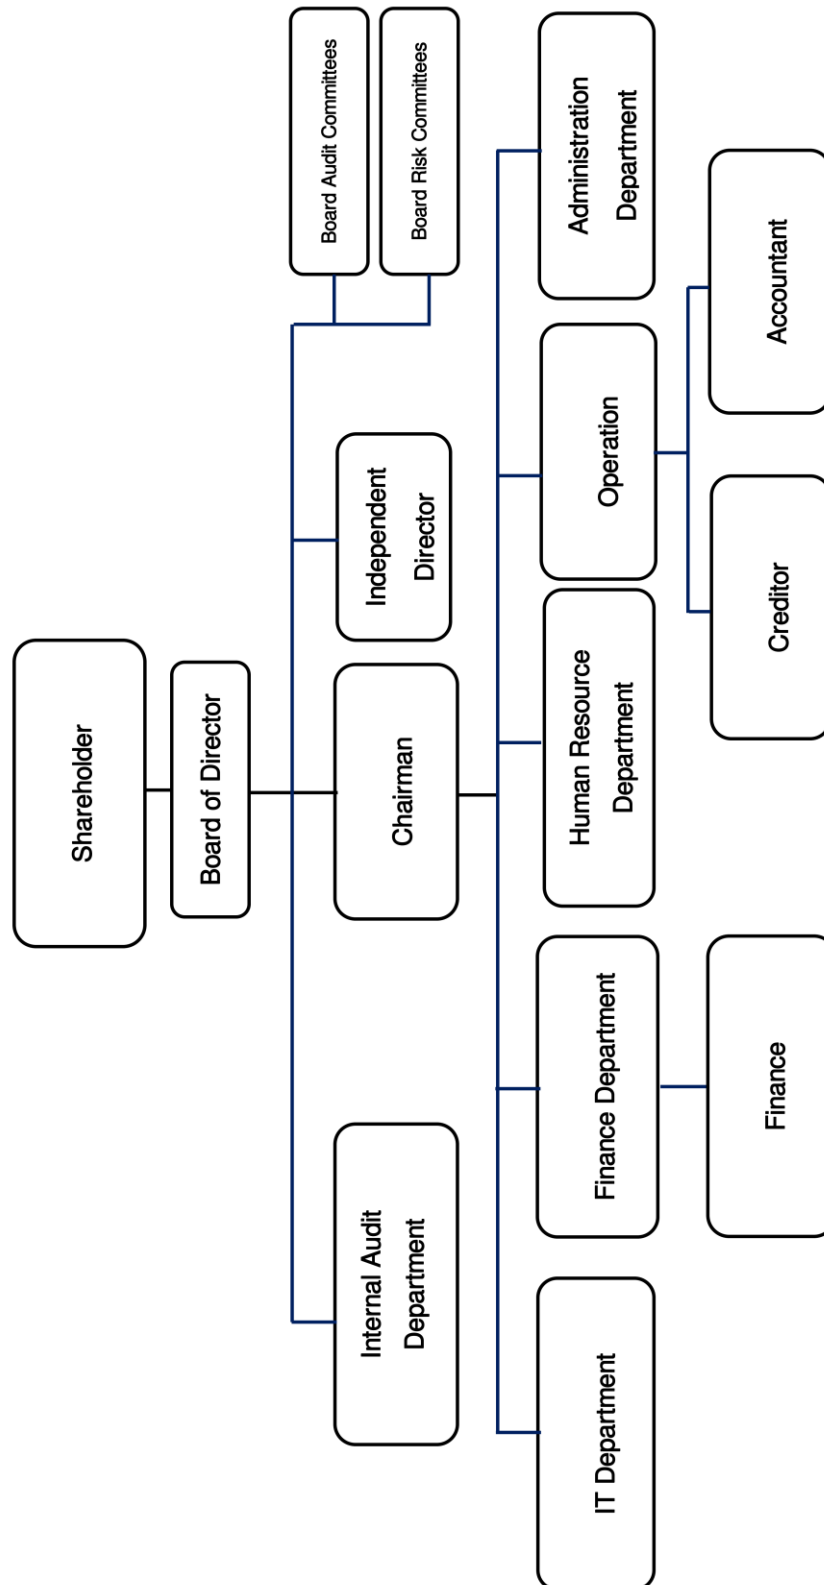 Shareholder
Board of Director
Board Audit Committees
Board Risk Committees
Internal Audit
Department
Chairman
Independent
Director
IT Department
Finance Department
Human Resource
Department
Operation
Administration
Department
Finance
Creditor
Accountant